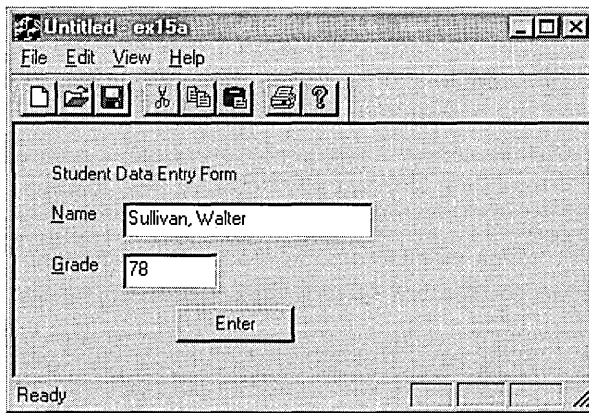 Untitled - ex15a
File Edit View Help
Student Data Entry Form
Name Sullivan, Walter
Grade 78
Enter
Ready